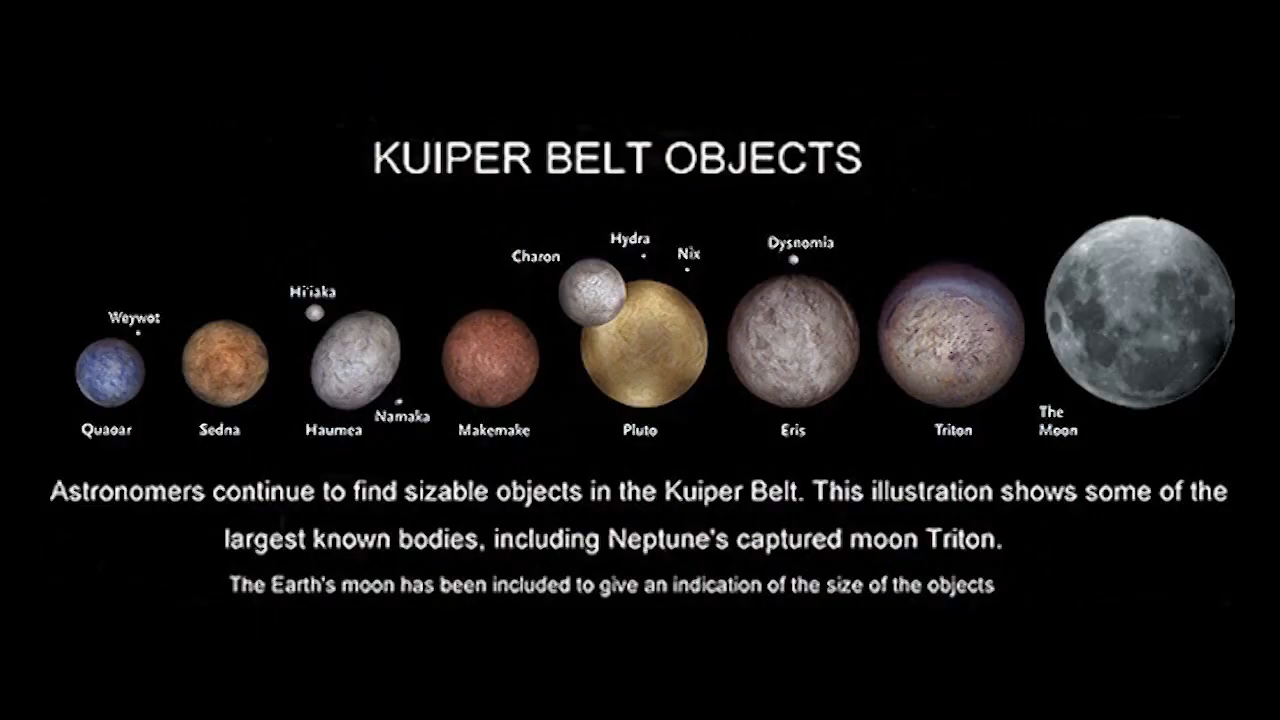 KUIPER BELT OBJECTS
Hydra
Dysnomia
Charon
Nix
Hi'iaka
Weywot
The
Moon
Namaka
Quaoar
Sedna
Haumea
Makemake
Pluto
Eris
Triton
Astronomers continue to find sizable objects in the Kuiper Belt. This illustration shows some of the
largest known bodies, including Neptune's captured moon Triton.
The Earth's moon has been included to give an indication of the size of the objects